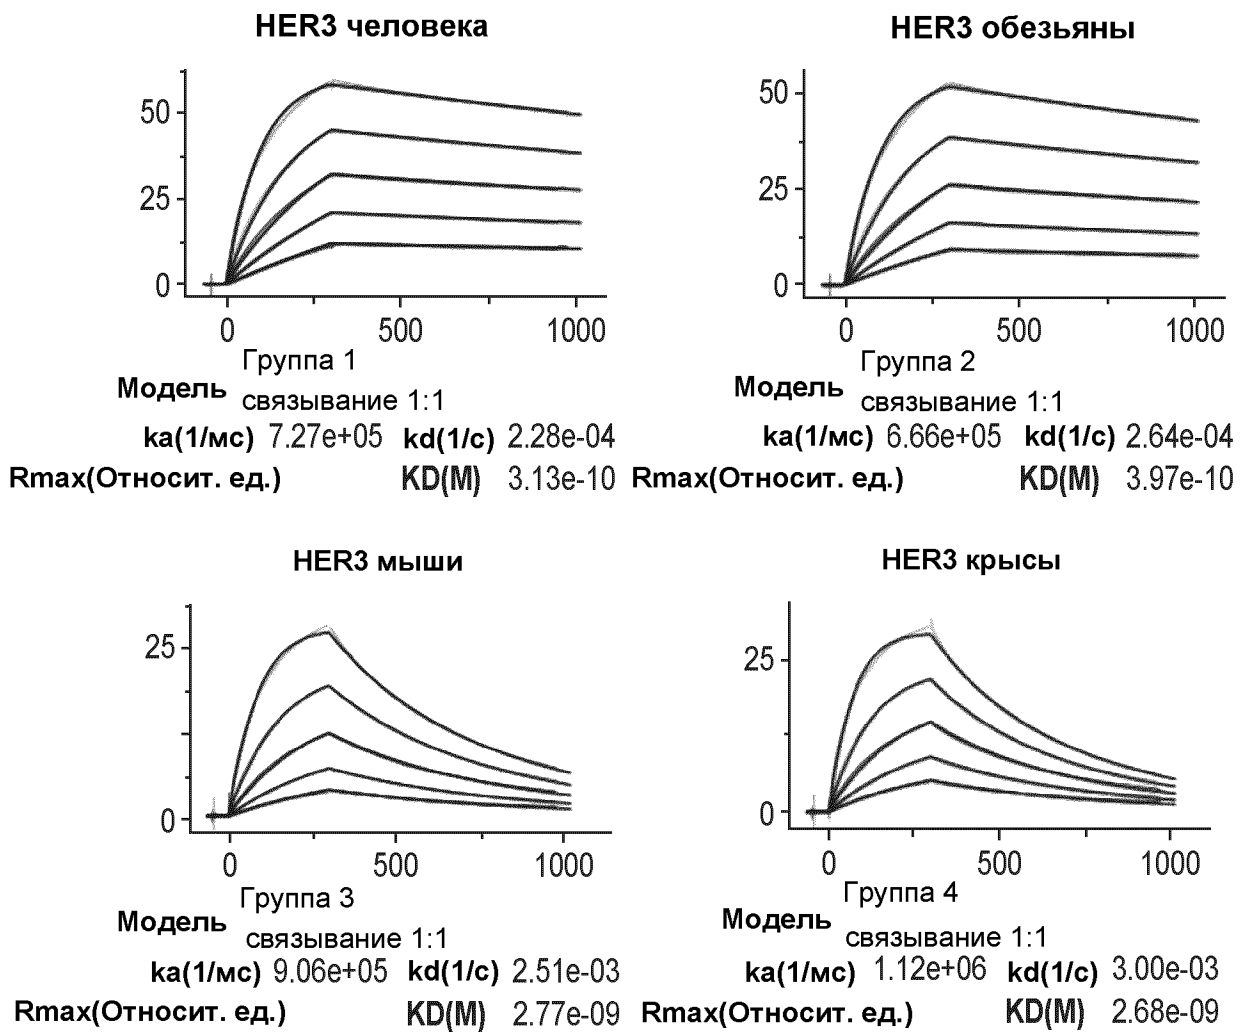 HER3 человека
50
25
0
0 500 1000
Группа 1
Модель связывание 1:1
ka(1/мс) 7.27e+05 kd(1/с) 2.28e-04
Rmax(Относит. ед.) KD(M) 3.13e-10
HER3 обезьяны
50
25
0
0 500 1000
Группа 2
Модель связывание 1:1
ka(1/мс) 6.66e+05 kd(1/с) 2.64e-04
Rmax(Относит. ед.) KD(M) 3.97e-10
HER3 мыши
25
0
0 500 1000
Группа 3
Модель связывание 1:1
ka(1/мс) 9.06e+05 kd(1/с) 2.51e-03
Rmax(Относит. ед.) KD(M) 2.77e-09
HER3 крысы
25
0
0 500 1000
Группа 4
Модель связывание 1:1
ka(1/мс) 1.12e+06 kd(1/с) 3.00e-03
Rmax(Относит. ед.) KD(M) 2.68e-09